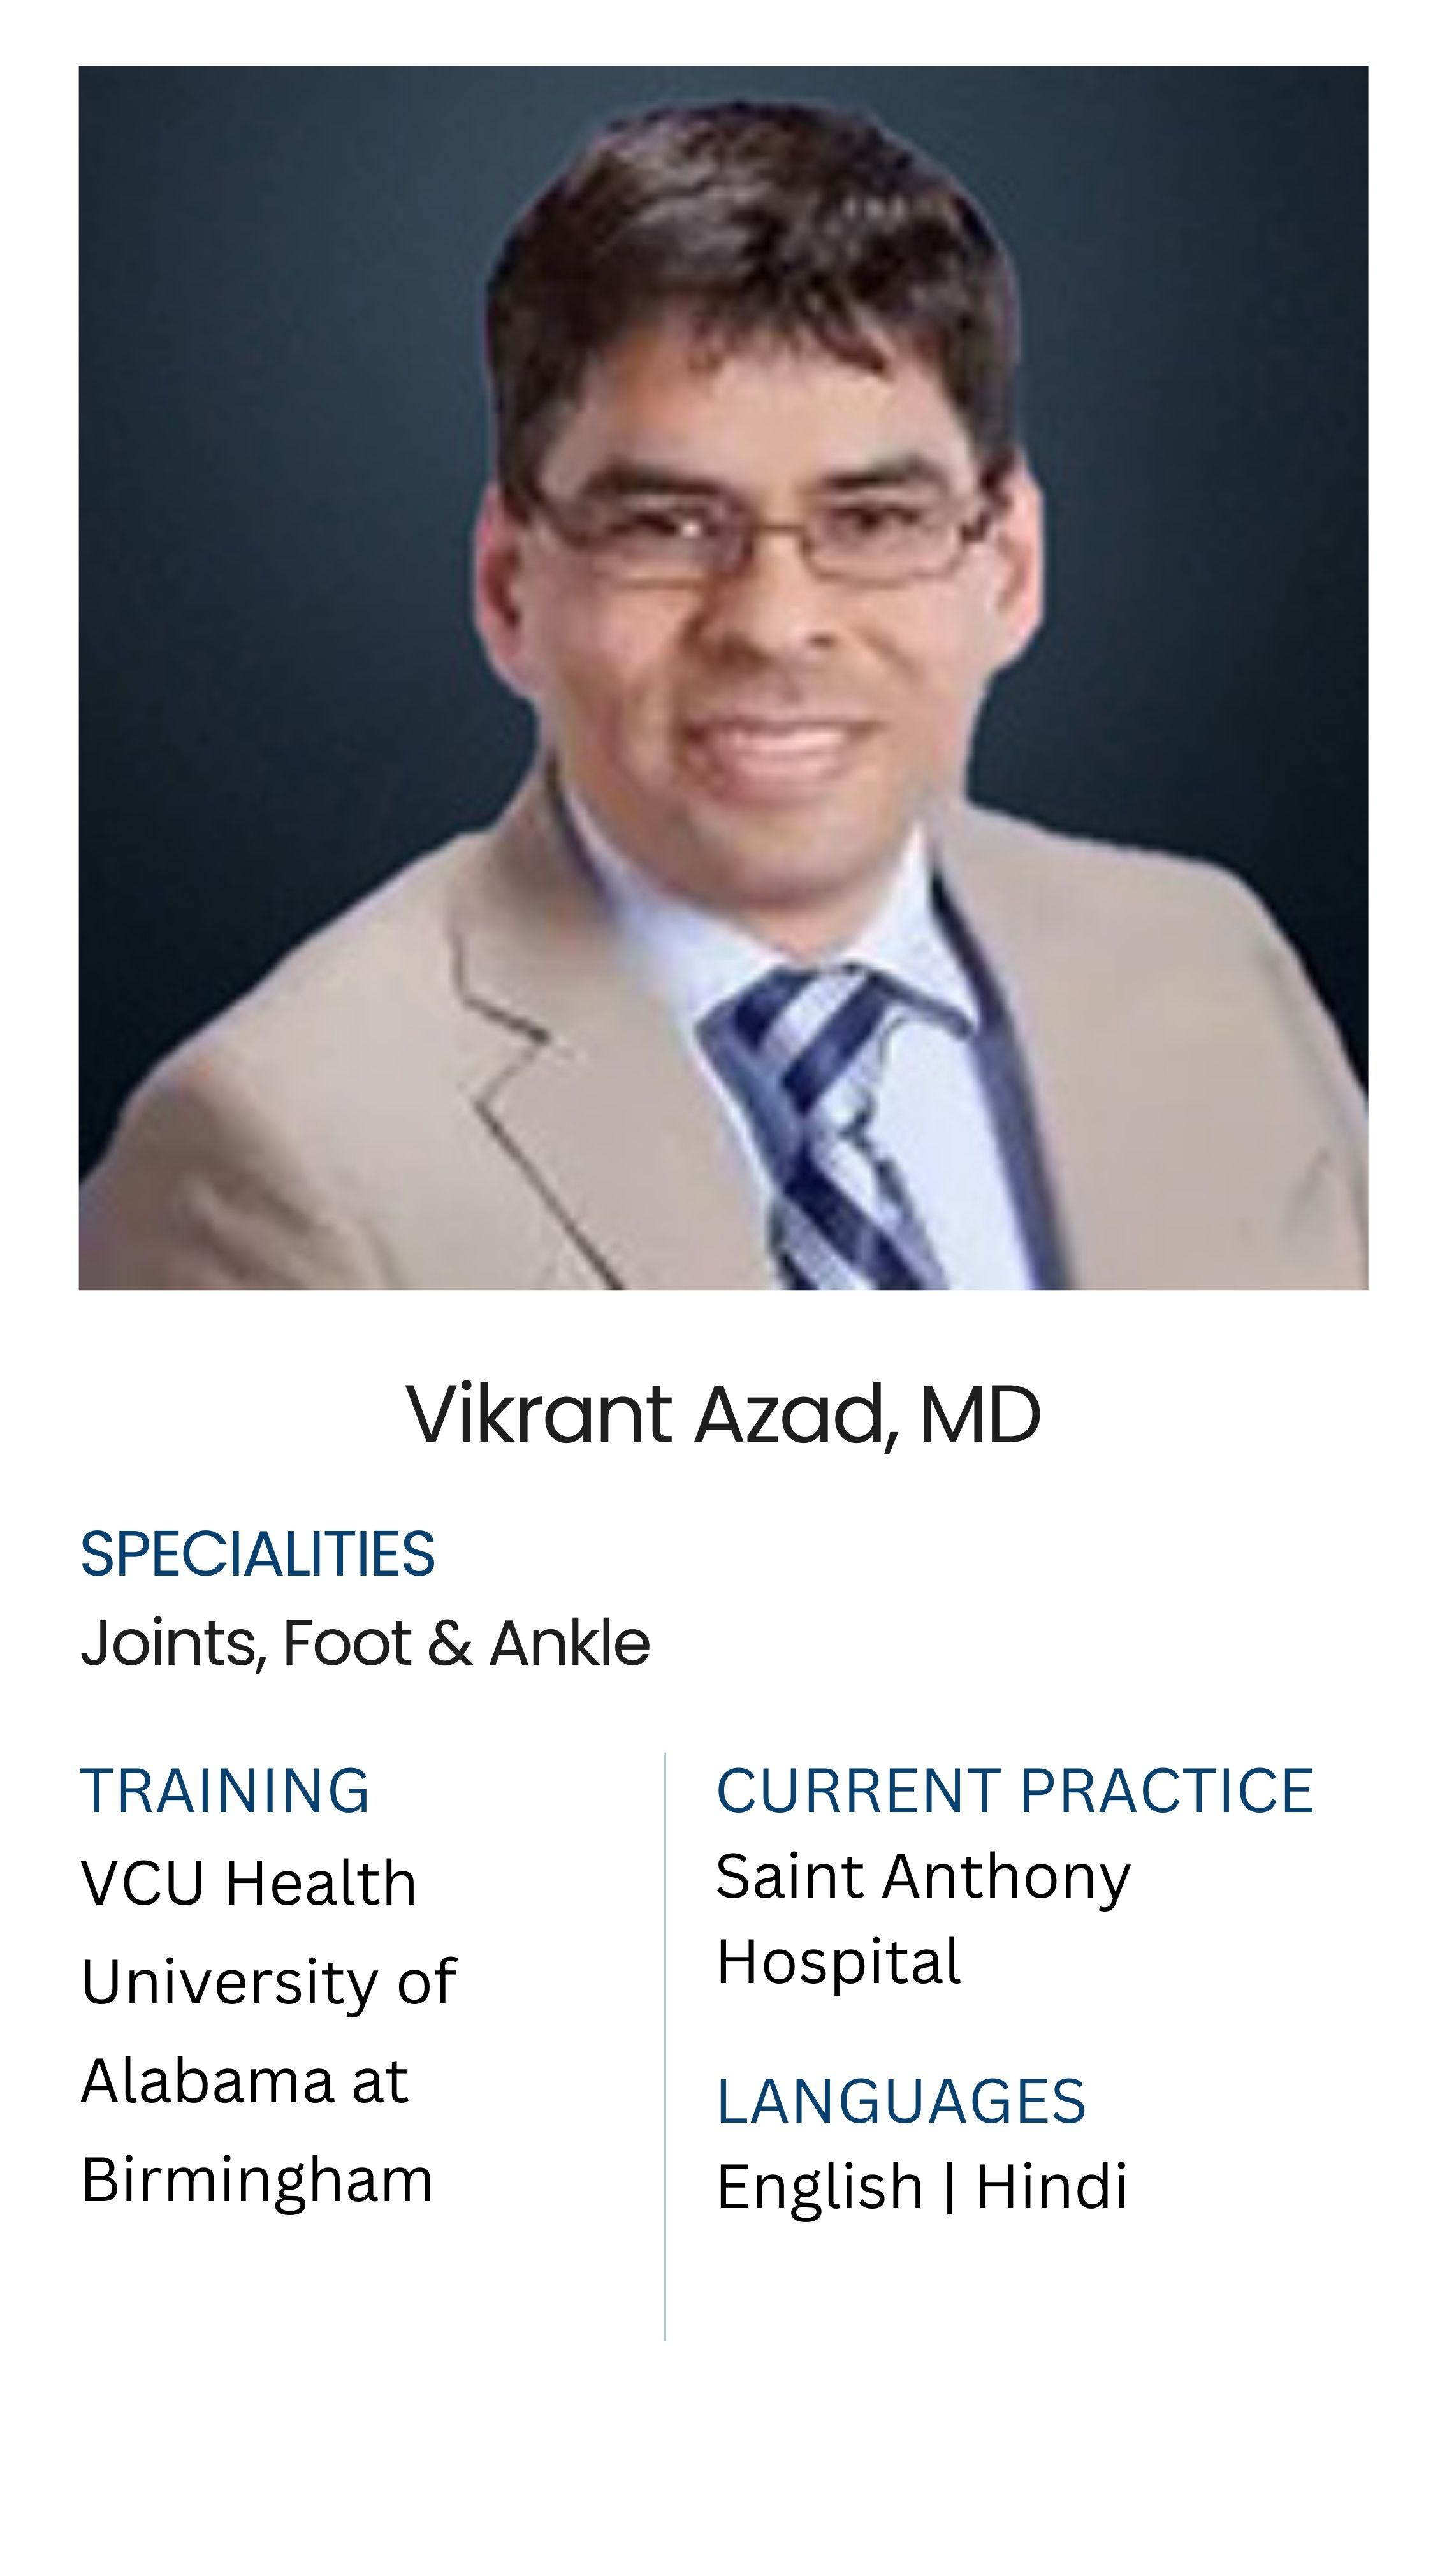 Vikrant Azad, MD
SPECIALITIES
Joints, Foot & Ankle
TRAINING
VCU Health
University of
Alabama at
Birmingham
CURRENT PRACTICE
Saint Anthony
Hospital
LANGUAGES
English | Hindi